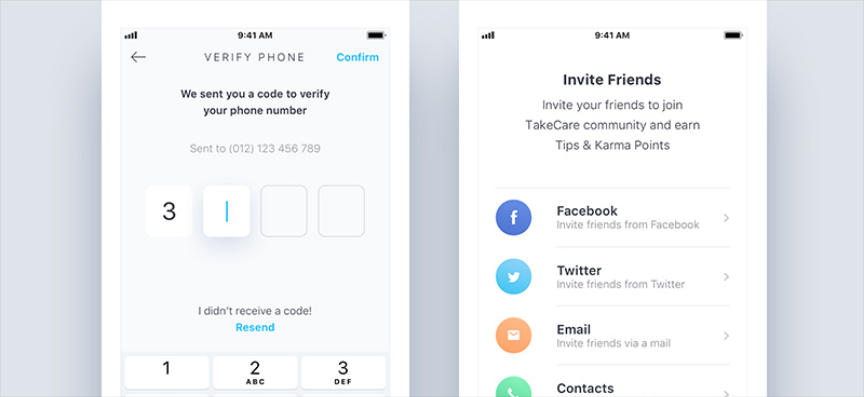 9:41 AM
VERIFY PHONE
Confirm
We sent you a code to verify
your phone number
Sent to (012) 123 456 789
3
I didn't receive a code!
Resend
1
2
ABC
3
DEF
9:41 AM
Invite Friends
Invite your friends to join
TakeCare community and earn
Tips & Karma Points
f
Facebook
Invite friends from Facebook
Twitter
Invite friends from Twitter
Email
Invite friends via a mail
Contacts